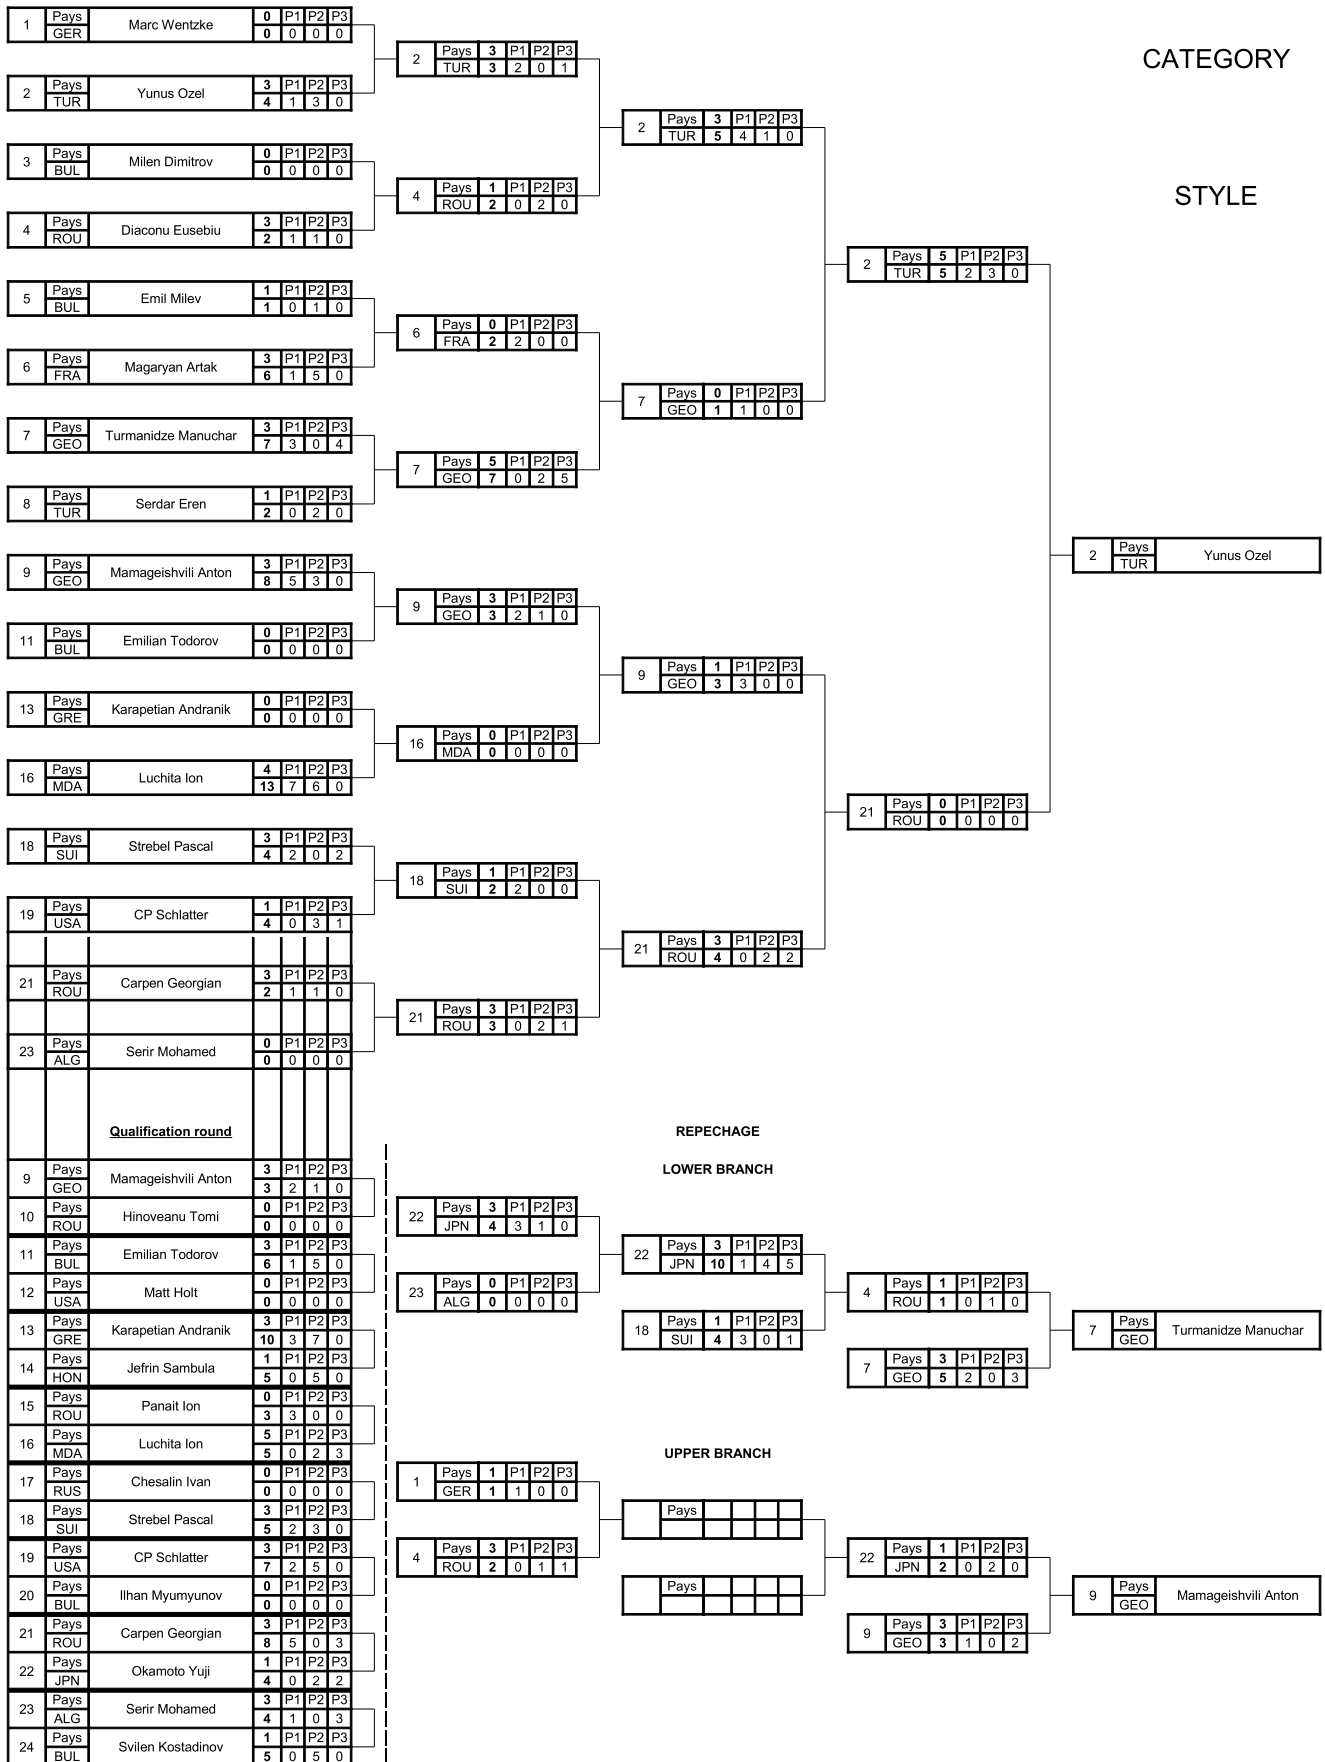 CATEGORY
STYLE
1 Pays GER Marc Wentzke 0 P1 P2 P3
0 0 0 0
2 Pays TUR Yunus Ozel 3 P1 P2 P3
4 1 3 0
3 Pays BUL Milen Dimitrov 0 P1 P2 P3
0 0 0 0
4 Pays ROU Diaconu Eusebiu 3 P1 P2 P3
2 1 1 0
5 Pays BUL Emil Milev 1 P1 P2 P3
1 0 1 0
6 Pays FRA Magaryan Artak 3 P1 P2 P3
6 1 5 0
7 Pays GEO Turmanidze Manuchar 3 P1 P2 P3
7 3 0 4
8 Pays TUR Serdar Eren 1 P1 P2 P3
2 0 2 0
9 Pays GEO Mamageishvili Anton 3 P1 P2 P3
8 5 3 0
11 Pays BUL Emilian Todorov 0 P1 P2 P3
0 0 0 0
13 Pays GRE Karapetian Andranik 0 P1 P2 P3
0 0 0 0
16 Pays MDA Luchita Ion 4 P1 P2 P3
13 7 6 0
18 Pays SUI Strebel Pascal 3 P1 P2 P3
4 2 0 2
19 Pays USA CP Schlatter 1 P1 P2 P3
4 0 3 1
21 Pays ROU Carpen Georgian 3 P1 P2 P3
2 1 1 0
23 Pays ALG Serir Mohamed 0 P1 P2 P3
0 0 0 0
2 Pays 3 P1 P2 P3
TUR 3 2 0 1
4 Pays 1 P1 P2 P3
ROU 2 0 2 0
6 Pays 0 P1 P2 P3
FRA 2 2 0 0
7 Pays 5 P1 P2 P3
GEO 7 0 2 5
9 Pays 3 P1 P2 P3
GEO 3 2 1 0
16 Pays 0 P1 P2 P3
MDA 0 0 0 0
18 Pays 1 P1 P2 P3
SUI 2 2 0 0
21 Pays 3 P1 P2 P3
ROU 3 0 2 1
2 Pays 3 P1 P2 P3
TUR 5 4 1 0
7 Pays 0 P1 P2 P3
GEO 1 1 0 0
9 Pays 1 P1 P2 P3
GEO 3 3 0 0
21 Pays 3 P1 P2 P3
ROU 4 0 2 2
2 Pays 5 P1 P2 P3
TUR 5 2 3 0
21 Pays 0 P1 P2 P3
ROU 0 0 0 0
2 Pays TUR Yunus Ozel
Qualification round
9 Pays GEO Mamageishvili Anton 3 P1 P2 P3
3 2 1 0
10 Pays ROU Hinoveanu Tomi 0 P1 P2 P3
0 0 0 0
11 Pays BUL Emilian Todorov 3 P1 P2 P3
6 1 5 0
12 Pays USA Matt Holt 0 P1 P2 P3
0 0 0 0
13 Pays GRE Karapetian Andranik 3 P1 P2 P3
10 3 7 0
14 Pays HON Jefrin Sambula 1 P1 P2 P3
5 0 5 0
15 Pays ROU Panait Ion 0 P1 P2 P3
3 3 0 0
16 Pays MDA Luchita Ion 5 P1 P2 P3
5 0 2 3
17 Pays RUS Chesalin Ivan 0 P1 P2 P3
0 0 0 0
18 Pays SUI Strebel Pascal 3 P1 P2 P3
5 2 3 0
19 Pays USA CP Schlatter 3 P1 P2 P3
7 2 5 0
20 Pays BUL Ilhan Myumyunov 0 P1 P2 P3
0 0 0 0
21 Pays ROU Carpen Georgian 3 P1 P2 P3
8 5 0 3
22 Pays JPN Okamoto Yuji 1 P1 P2 P3
4 0 2 2
23 Pays ALG Serir Mohamed 3 P1 P2 P3
4 1 0 3
24 Pays BUL Svilen Kostadinov 1 P1 P2 P3
5 0 5 0
REPECHAGE
LOWER BRANCH
22 Pays 3 P1 P2 P3
JPN 4 3 1 0
23 Pays 0 P1 P2 P3
ALG 0 0 0 0
22 Pays 3 P1 P2 P3
JPN 10 1 4 5
18 Pays 1 P1 P2 P3
SUI 4 3 0 1
4 Pays 1 P1 P2 P3
ROU 1 0 1 0
7 Pays 3 P1 P2 P3
GEO 5 2 0 3
7 Pays GEO Turmanidze Manuchar
UPPER BRANCH
1 Pays 1 P1 P2 P3
GER 1 1 0 0
4 Pays 3 P1 P2 P3
ROU 2 0 1 1
Pays
Pays
22 Pays 1 P1 P2 P3
JPN 2 0 2 0
9 Pays 3 P1 P2 P3
GEO 3 1 0 2
9 Pays GEO Mamageishvili Anton